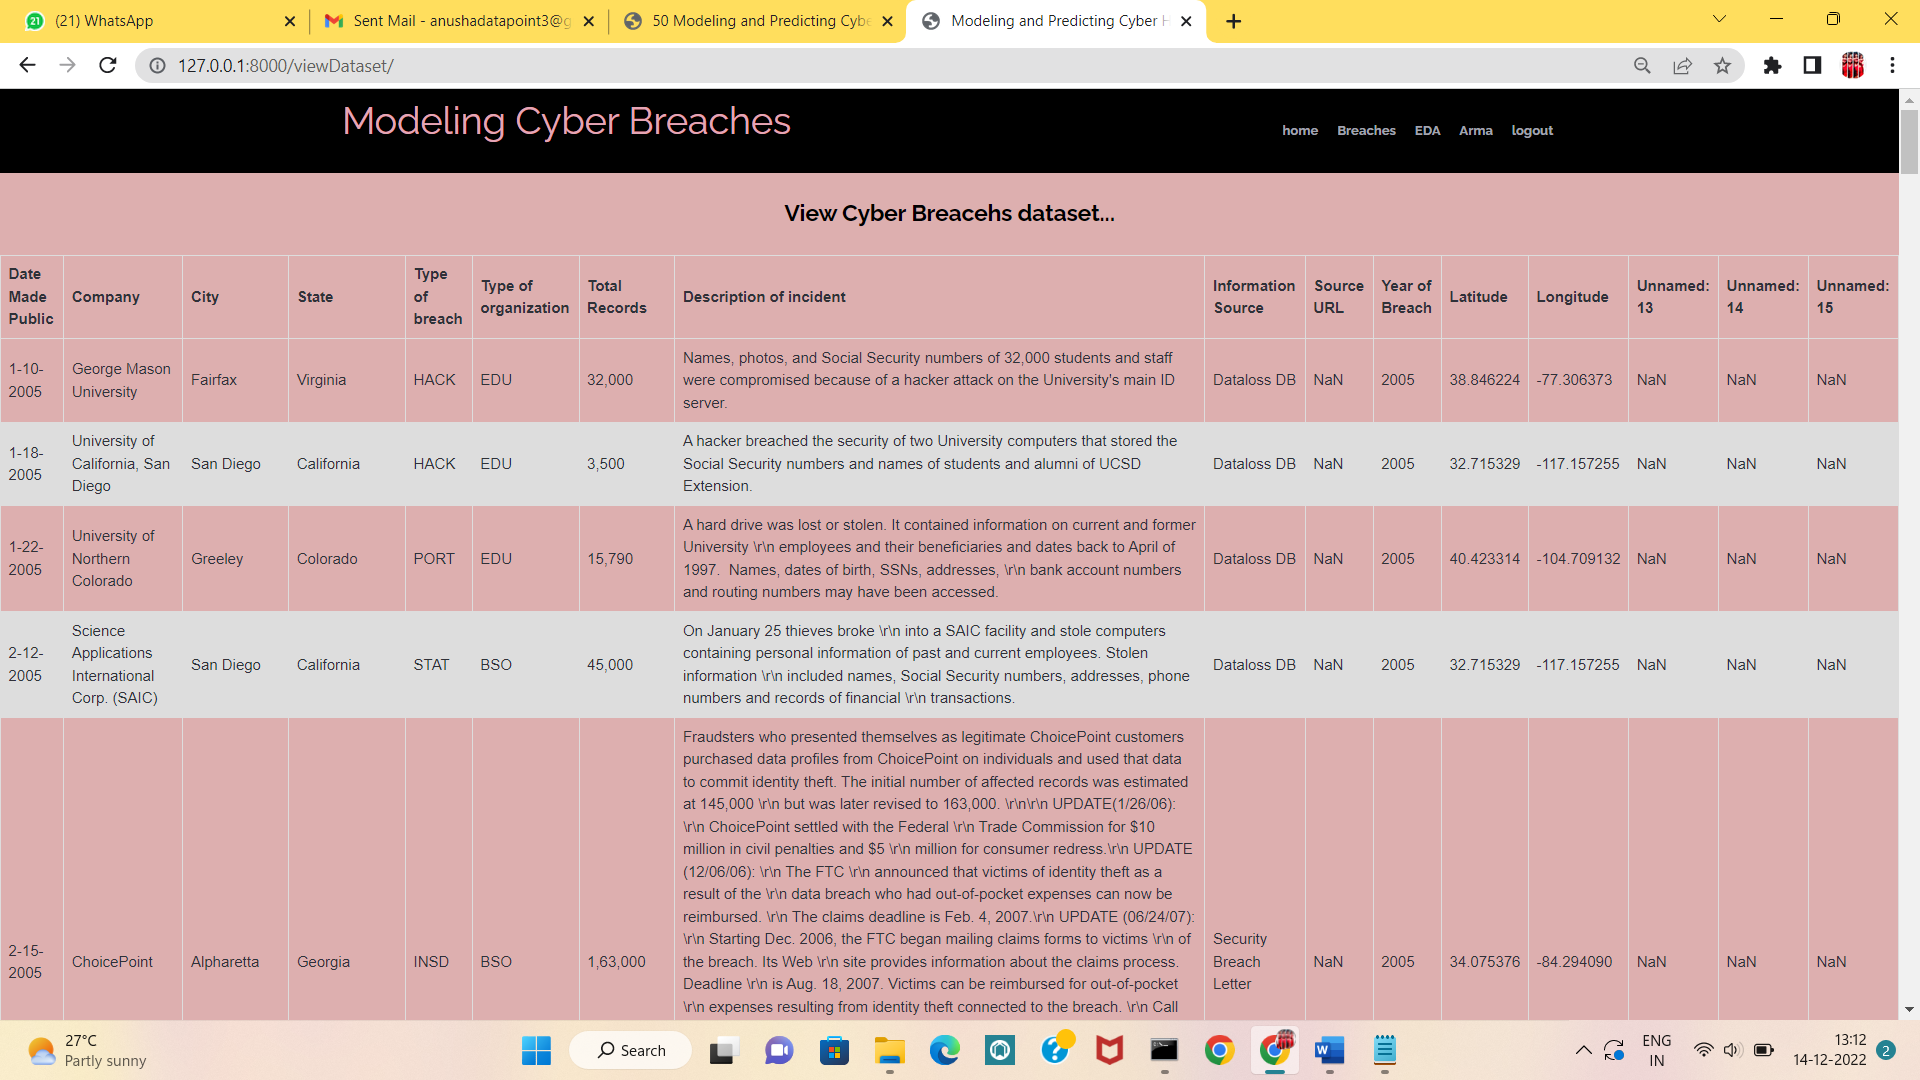 (21) WhatsApp
Sent Mail - anushadatapoint3@g
50 Modeling and Predicting Cybe
Modeling and Predicting Cyber H
127.0.0.1:8000/viewDataset/
Modeling Cyber Breaches
home Breaches EDA Arma logout
View Cyber Breacehs dataset...
Date
Made
Public
Company
City
State
Type
of
breach
Type of
organization
Total
Records
Description of incident
Information
Source
Source
URL
Year of
Breach
Latitude
Longitude
Unnamed:
13
Unnamed:
14
Unnamed:
15
1-10-
2005
George Mason
University
Fairfax
Virginia
HACK
EDU
32,000
Names, photos, and Social Security numbers of 32,000 students and staff
were compromised because of a hacker attack on the University's main ID
server.
Dataloss DB
NaN
2005
38.846224
-77.306373
NaN
NaN
NaN
1-18-
2005
University of
California, San
Diego
San Diego
California
HACK
EDU
3,500
A hacker breached the security of two University computers that stored the
Social Security numbers and names of students and alumni of UCSD
Extension.
Dataloss DB
NaN
2005
32.715329
-117.157255
NaN
NaN
NaN
1-22-
2005
University of
Northern
Colorado
Greeley
Colorado
PORT
EDU
15,790
A hard drive was lost or stolen. It contained information on current and former
University \r\n employees and their beneficiaries and dates back to April of
1997.  Names, dates of birth, SSNs, addresses, \r\n bank account numbers
and routing numbers may have been accessed.
Dataloss DB
NaN
2005
40.423314
-104.709132
NaN
NaN
NaN
2-12-
2005
Science
Applications
International
Corp. (SAIC)
San Diego
California
STAT
BSO
45,000
On January 25 thieves broke \r\n into a SAIC facility and stole computers
containing personal information of past and current employees. Stolen
information \r\n included names, Social Security numbers, addresses, phone
numbers and records of financial \r\n transactions.
Dataloss DB
NaN
2005
32.715329
-117.157255
NaN
NaN
NaN
2-15-
2005
ChoicePoint
Alpharetta
Georgia
INSD
BSO
1,63,000
Fraudsters who presented themselves as legitimate ChoicePoint customers
purchased data profiles from ChoicePoint on individuals and used that data
to commit identity theft. The initial number of affected records was estimated
at 145,000 \r\n but was later revised to 163,000. \r\n\r\n UPDATE(1/26/06):
\r\n ChoicePoint settled with the Federal \r\n Trade Commission for $10
million in civil penalties and $5 \r\n million for consumer redress.\r\n UPDATE
(12/06/06): \r\n The FTC \r\n announced that victims of identity theft as a
result of the \r\n data breach who had out-of-pocket expenses can now be
reimbursed. \r\n The claims deadline is Feb. 4, 2007.\r\n UPDATE (06/24/07):
\r\n Starting Dec. 2006, the FTC began mailing claims forms to victims \r\n of
the breach. Its Web \r\n site provides information about the claims process.
Deadline \r\n is Aug. 18, 2007. Victims can be reimbursed for out-of-pocket
\r\n expenses resulting from identity theft connected to the breach. \r\n Call
Security
Breach
Letter
NaN
2005
34.075376
-84.294090
NaN
NaN
NaN
27°C
Partly sunny
Search
ENG
IN
13:12
14-12-2022
2